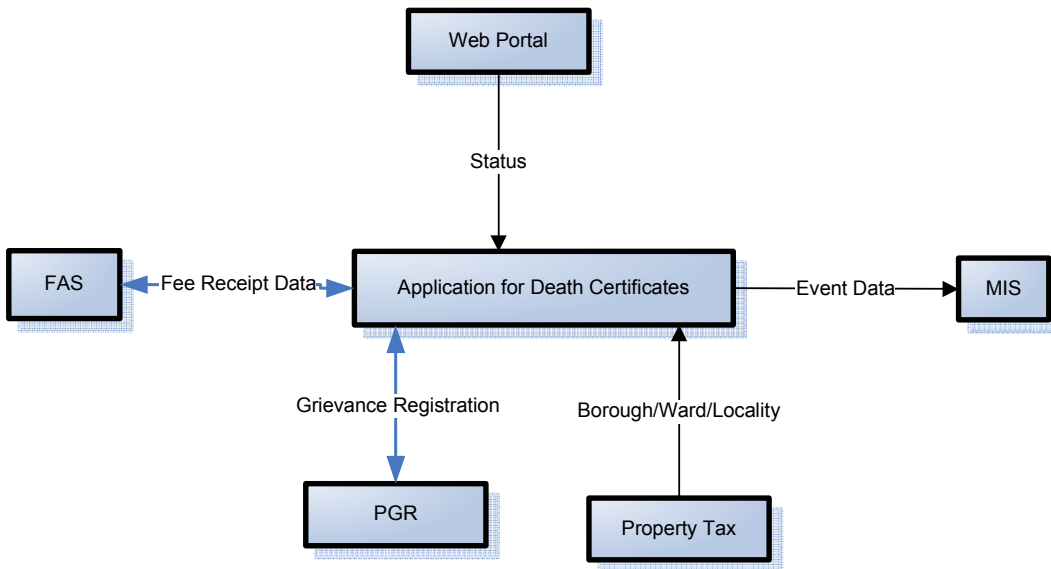 Web Portal
Status
FAS
Fee Receipt Data
Application for Death Certificates
Event Data
MIS
Grievance Registration
Borough/Ward/Locality
PGR
Property Tax